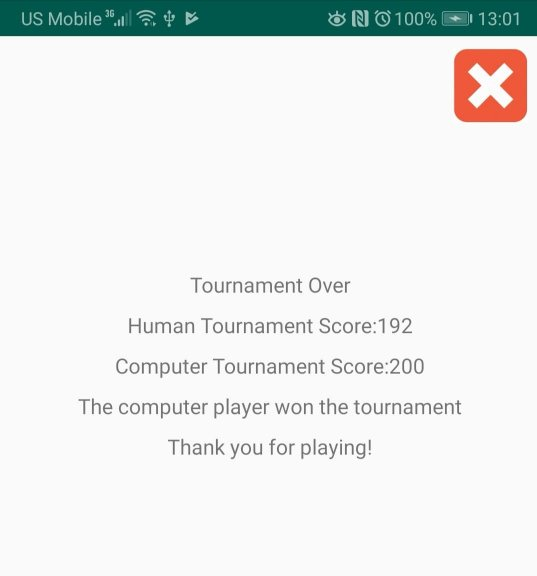 US Mobile 3G 100% 13:01
Tournament Over
Human Tournament Score:192
Computer Tournament Score:200
The computer player won the tournament
Thank you for playing!